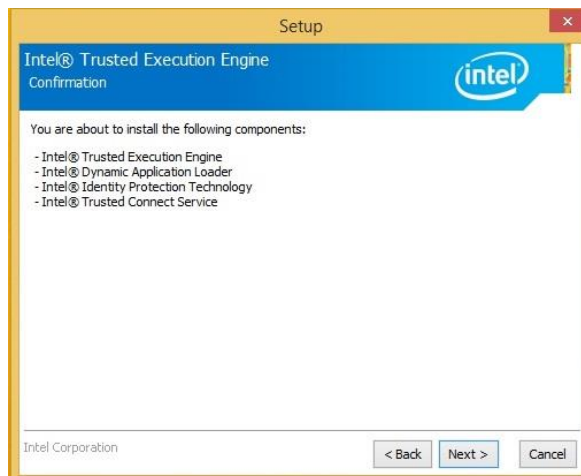 Setup
Intel® Trusted Execution Engine
Confirmation
intel
You are about to install the following components:
- Intel® Trusted Execution Engine
- Intel® Dynamic Application Loader
- Intel® Identity Protection Technology
- Intel® Trusted Connect Service
Intel Corporation
< Back Next > Cancel